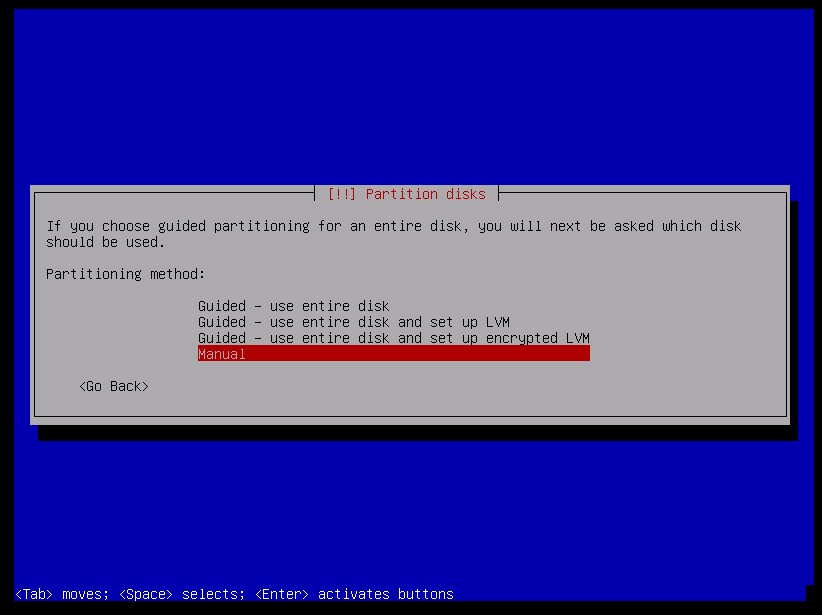 [!!] Partition disks
If you choose guided partitioning for an entire disk, you will next be asked which disk
should be used.
Partitioning method:
Guided – use entire disk
Guided – use entire disk and set up LVM
Guided – use entire disk and set up encrypted LVM
Manual
<Go Back>
<Tab> moves; <Space> selects; <Enter> activates buttons